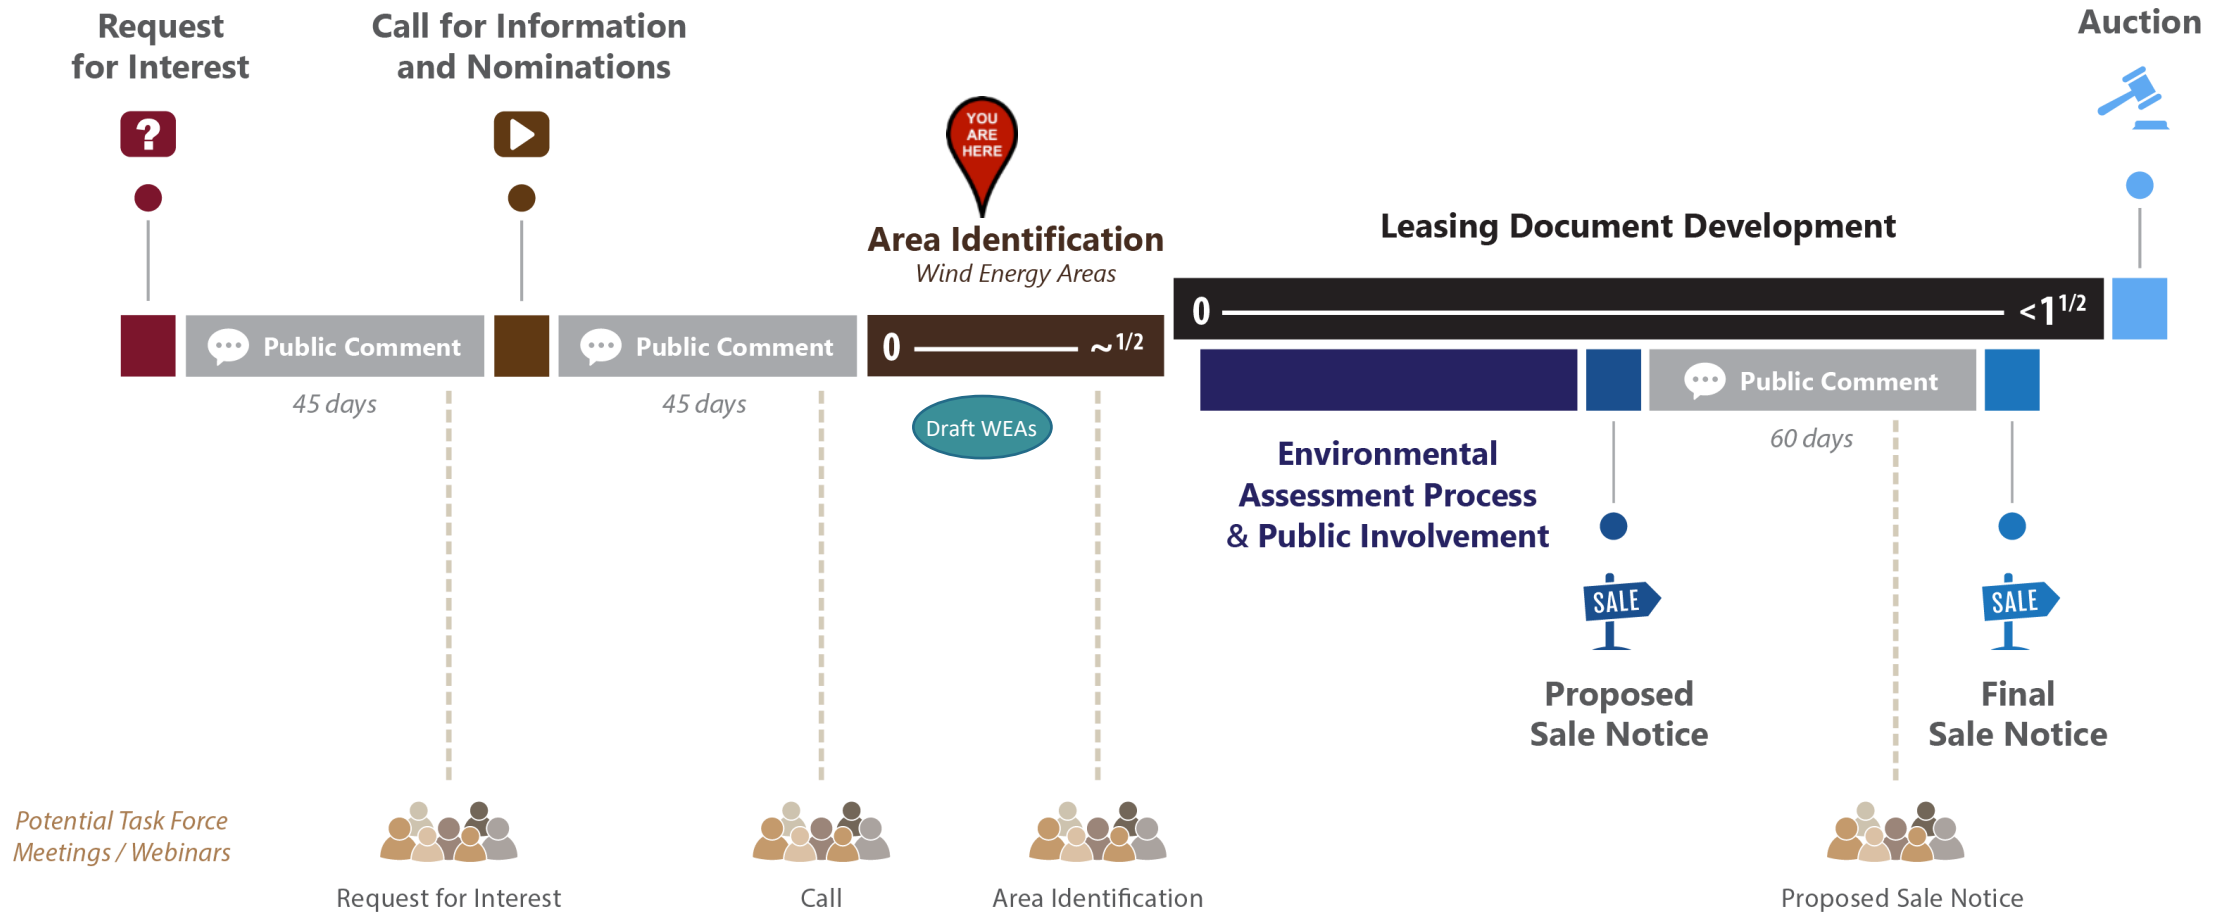 Request
for Interest
?
Call for Information
and Nominations
YOU
ARE
HERE
Area Identification
Wind Energy Areas
Leasing Document Development
Auction
Public Comment
45 days
Public Comment
45 days
0 ~1/2
Draft WEAs
0 <1 1/2
Environmental
Assessment Process
& Public Involvement
Public Comment
60 days
SALE
Proposed
Sale Notice
SALE
Final
Sale Notice
Potential Task Force
Meetings / Webinars
Request for Interest
Call
Area Identification
Proposed Sale Notice